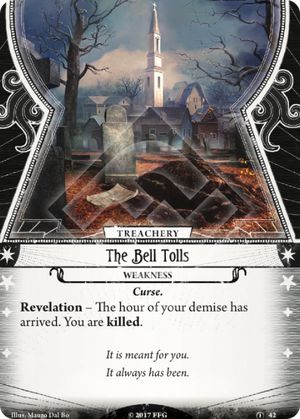 TREACHERY
The Bell Tolls
WEAKNESS
Curse.
Revelation – The hour of your demise has
arrived. You are killed.
It is meant for you.
It always has been.
Illus. Mauro Dal Bo
© 2017 FFG
42